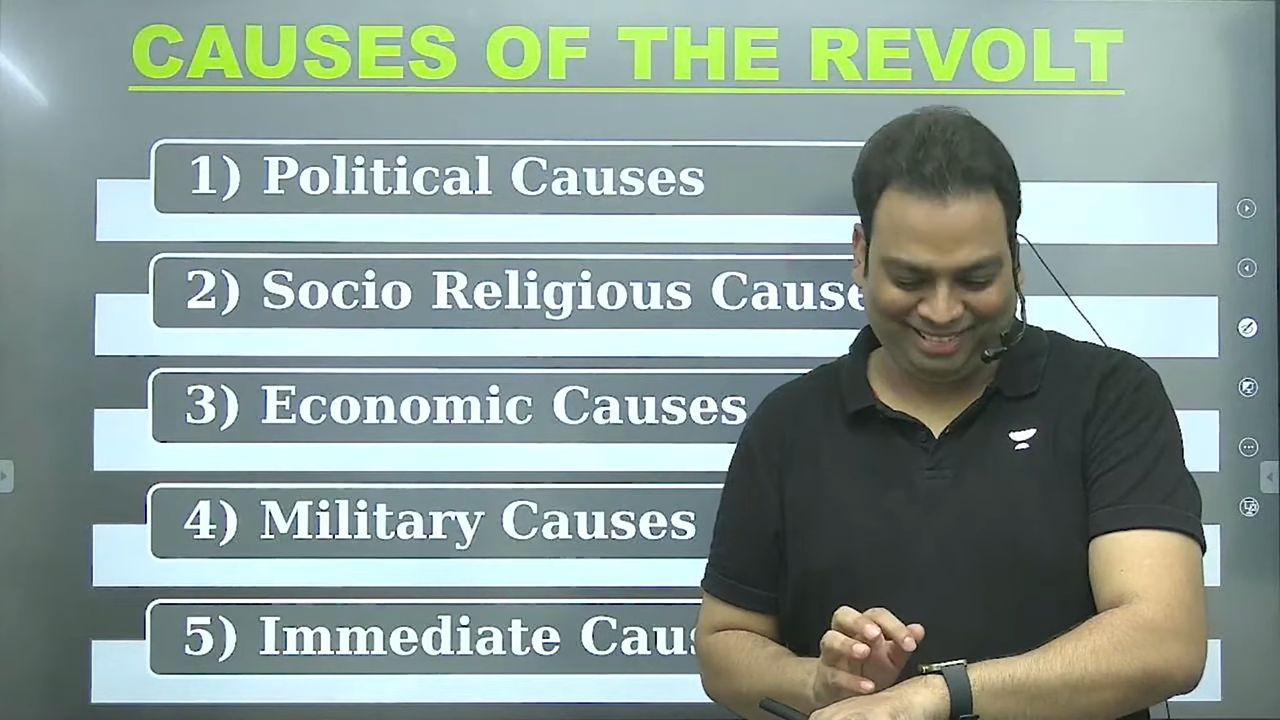 CAUSES OF THE REVOLT
1) Political Causes
2) Socio Religious Cause
3) Economic Causes
4) Military Causes
5) Immediate Caus